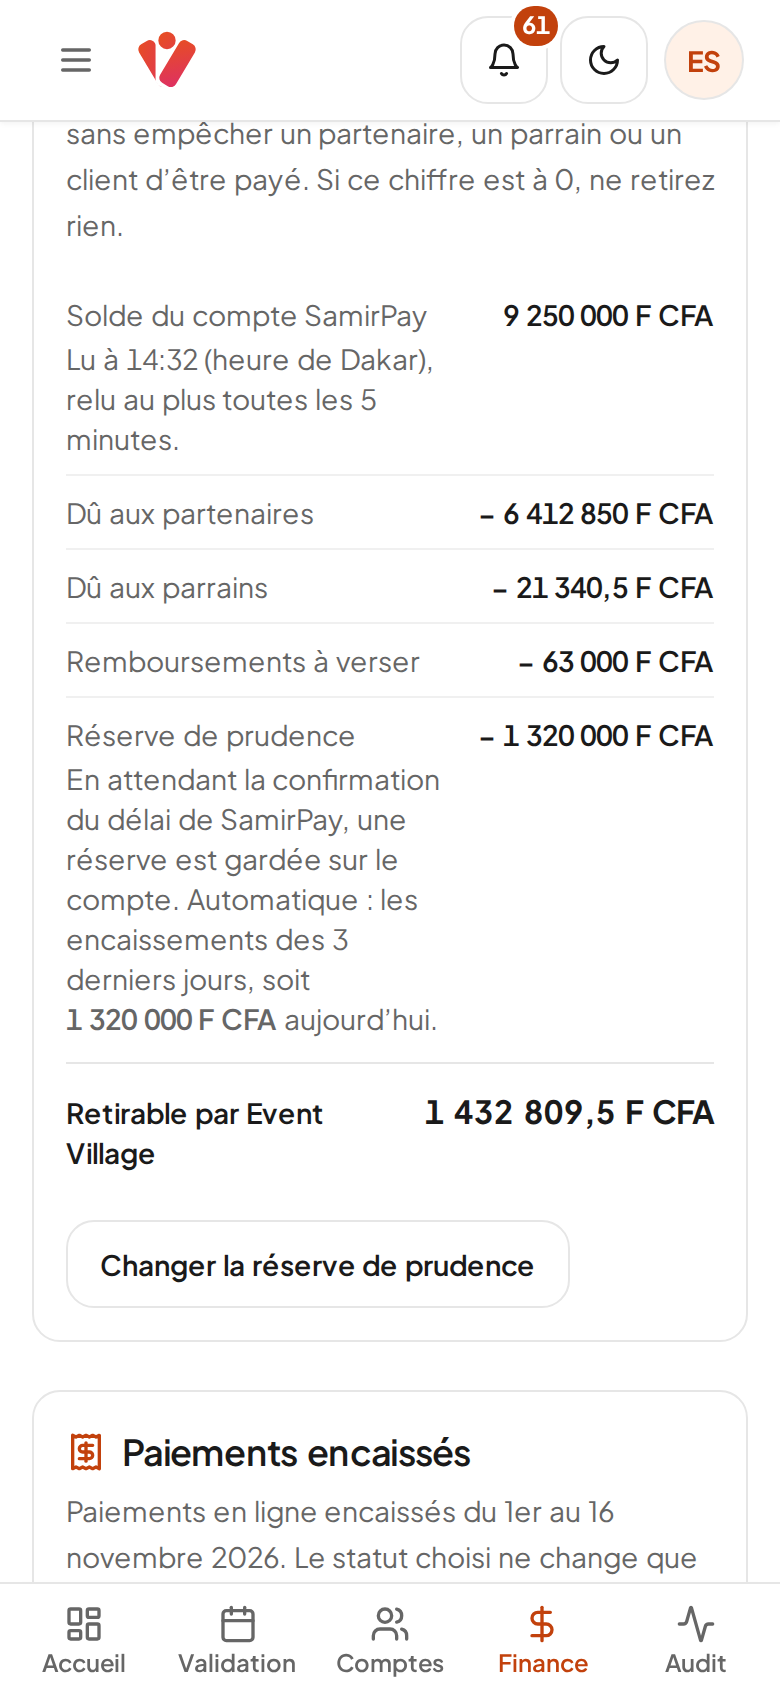 61
ES
sans empêcher un partenaire, un parrain ou un
client d’être payé. Si ce chiffre est à 0, ne retirez
rien.
Solde du compte SamirPay
9 250 000 F CFA
Lu à 14:32 (heure de Dakar),
relu au plus toutes les 5
minutes.
Dû aux partenaires
– 6 412 850 F CFA
Dû aux parrains
– 21 340,5 F CFA
Remboursements à verser
– 63 000 F CFA
Réserve de prudence
– 1 320 000 F CFA
En attendant la confirmation
du délai de SamirPay, une
réserve est gardée sur le
compte. Automatique : les
encaissements des 3
derniers jours, soit
1 320 000 F CFA aujourd’hui.
Retirable par Event
Village
1 432 809,5 F CFA
Changer la réserve de prudence
Paiements encaissés
Paiements en ligne encaissés du 1er au 16
novembre 2026. Le statut choisi ne change que
Accueil
Validation
Comptes
Finance
Audit